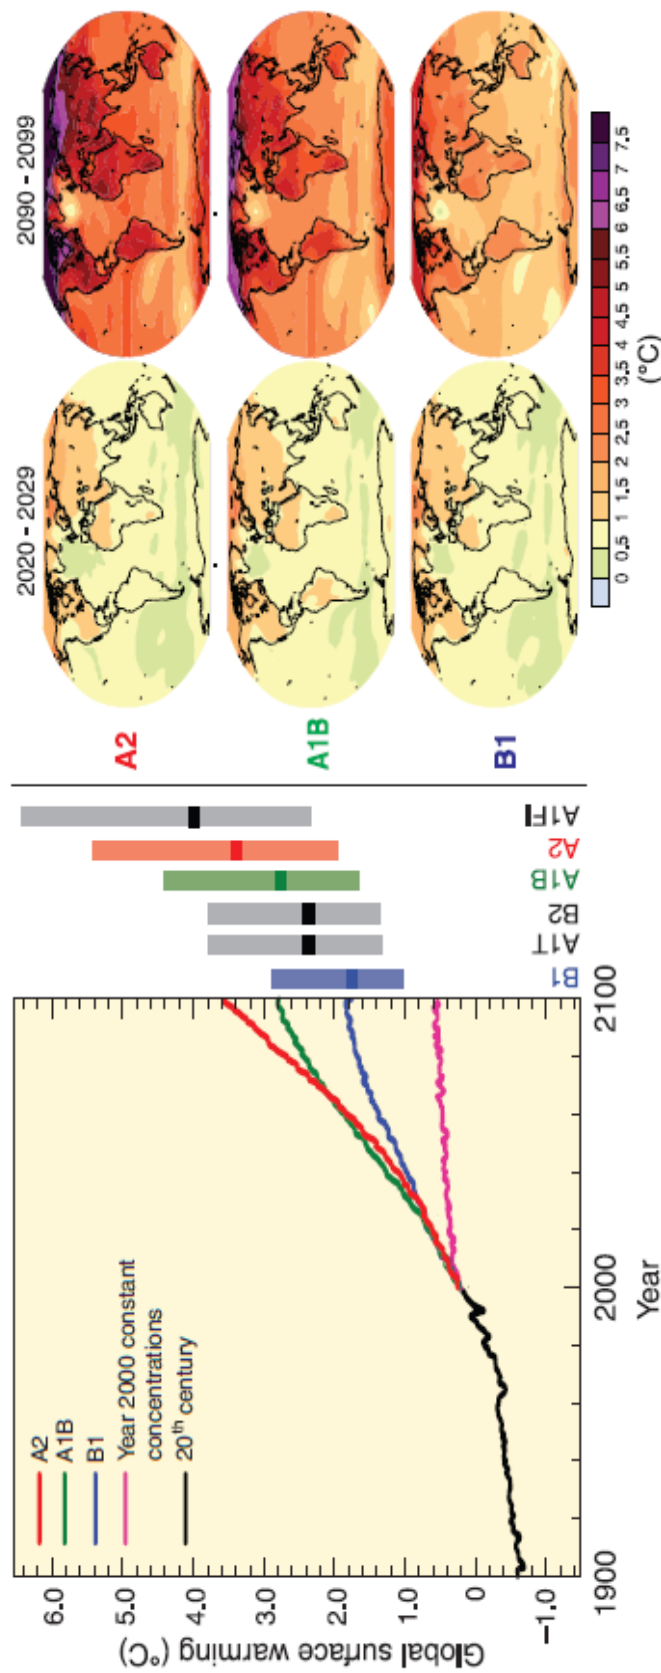 Global surface warming (°C)
6.0
5.0
4.0
3.0
2.0
1.0
0
–1.0
A2
A1B
B1
Year 2000 constant
concentrations
20th century
1900
2000
2100
Year
B1
A1T
B2
A1B
A2
A1FI
2020 - 2029
2090 - 2099
A2
A1B
B1
0 0.5 1 1.5 2 2.5 3 3.5 4 4.5 5 5.5 6 6.5 7 7.5
(°C)